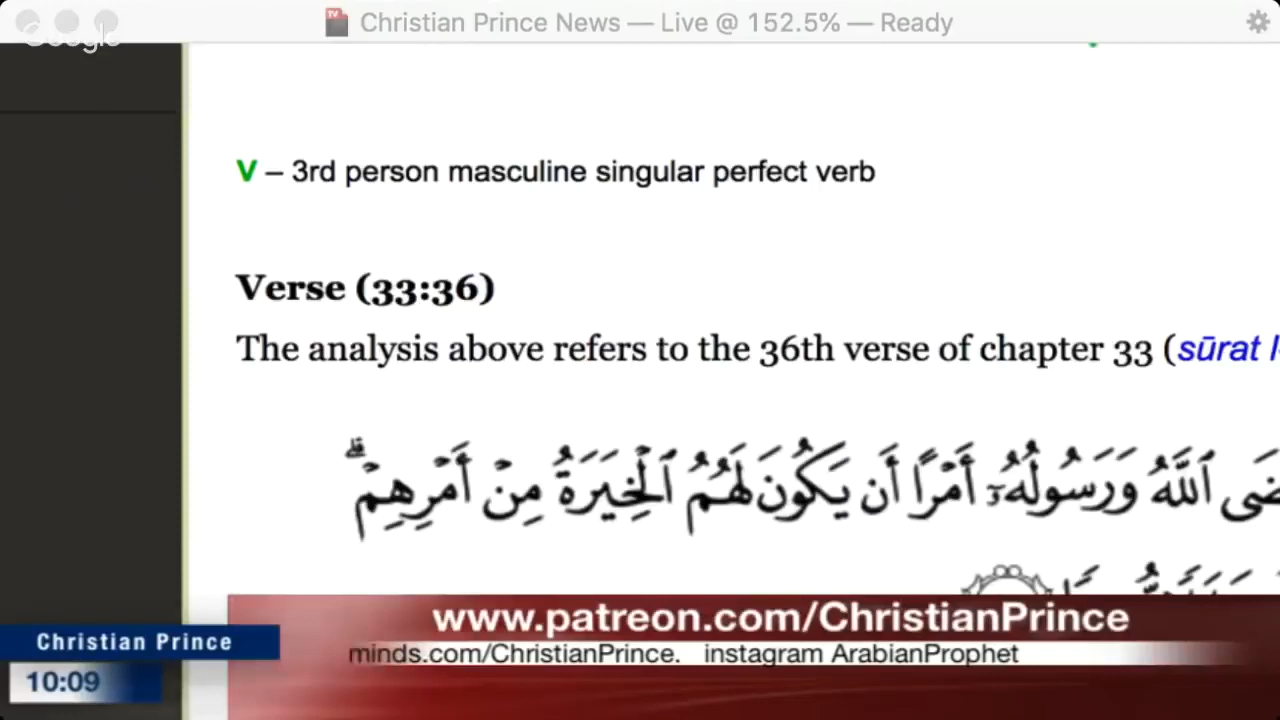 Christian Prince News — Live @ 152.5% — Ready
Google
V – 3rd person masculine singular perfect verb
Verse (33:36)
The analysis above refers to the 36th verse of chapter 33 (sūrat l-
ٱللَّهُ وَرَسُولُهُۥٓ أَمْرًا أَن يَكُونَ لَهُمُ ٱلْخِيَرَةُ مِنْ أَمْرِهِمْ ۗ
www.patreon.com/ChristianPrince
Christian Prince
minds.com/ChristianPrince. instagram ArabianProphet
10:09